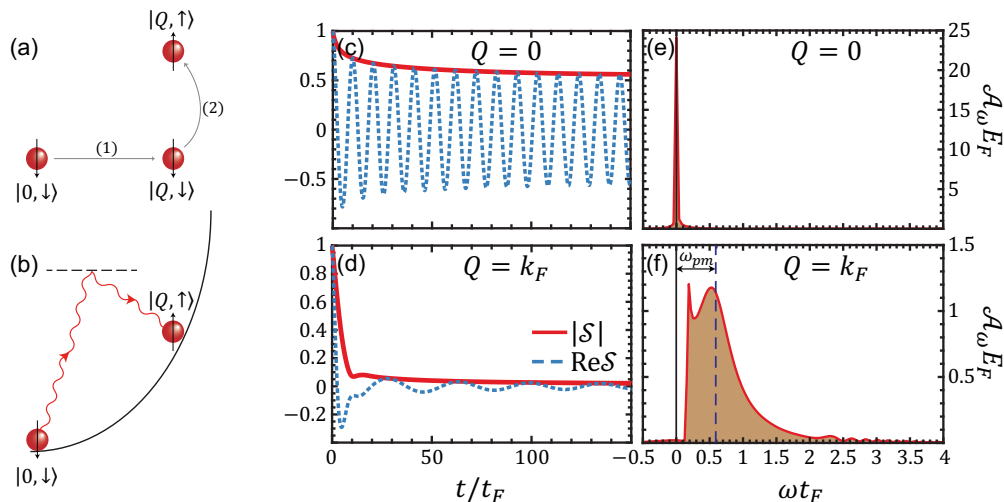 (a)
|Q,↑⟩
(2)
(1)
|0,↓⟩
|Q,↓⟩
(b)
|Q,↑⟩
|0,↓⟩
(c)
Q = 0
1
0.5
0
−0.5
(d)
Q = k_F
1
0.8
0.6
0.4
0.2
0
−0.2
|𝒮|
Re𝒮
0
50
100
t/t_F
(e)
Q = 0
25
20
15
10
5
𝒜_ω E_F
(f)
ω_pm
Q = k_F
1.5
1
0.5
𝒜_ω E_F
−0.5
0
0.5
1
1.5
2
2.5
3
3.5
4
ωt_F